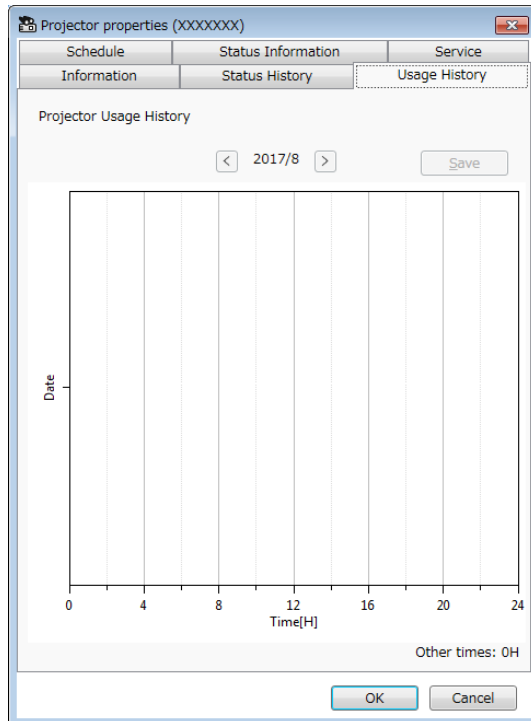 Projector properties (XXXXXXX)
Schedule Status Information Service
Information Status History Usage History
Projector Usage History
< 2017/8 > Save
Date
0 4 8 12 16 20 24
Time[H]
Other times: 0H
OK Cancel